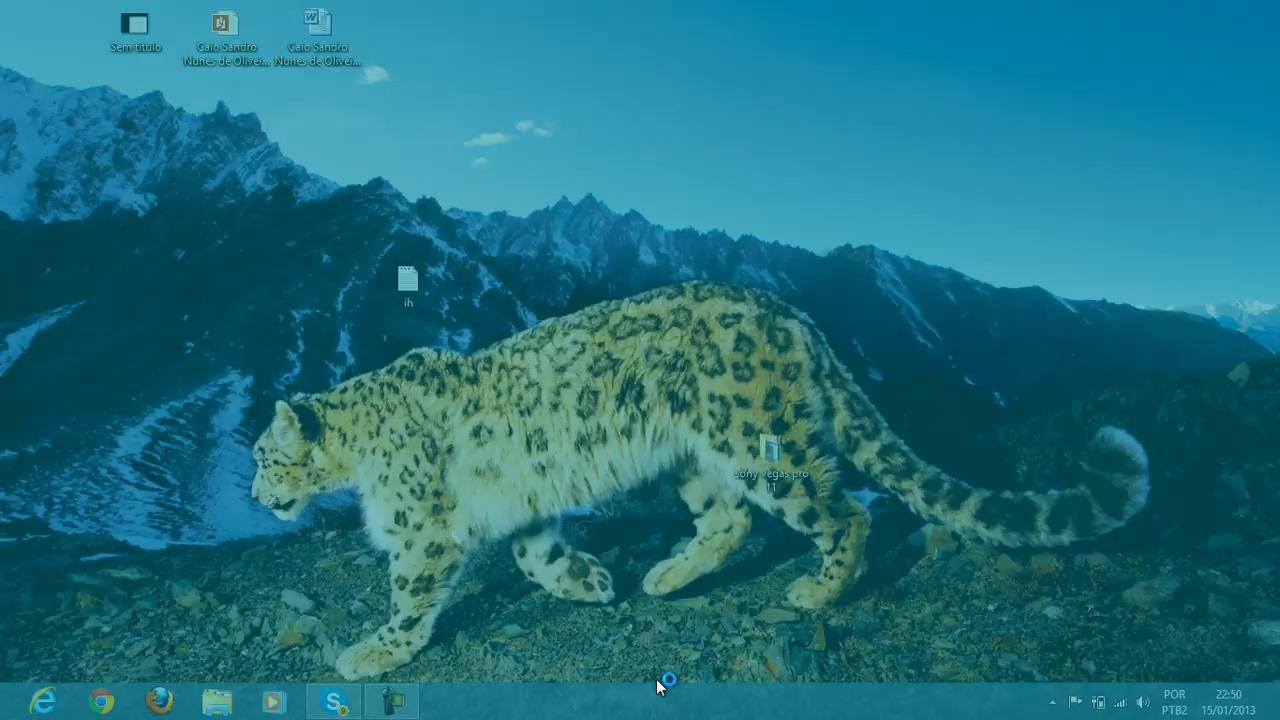 Sem título
Caio Sandro
Nunes de Olivei...
Caio Sandro
Nunes de Olivei...
ih
sony vegas pro
11
POR
PTB2
22:50
15/01/2013